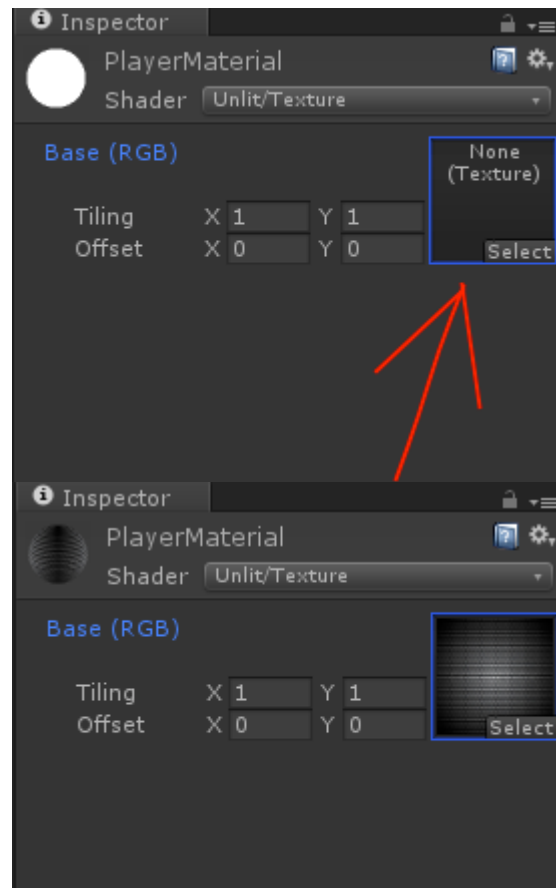 Inspector
PlayerMaterial
Shader Unlit/Texture
Base (RGB)
None
(Texture)
Tiling X 1 Y 1
Offset X 0 Y 0
Select
Inspector
PlayerMaterial
Shader Unlit/Texture
Base (RGB)
Tiling X 1 Y 1
Offset X 0 Y 0
Select